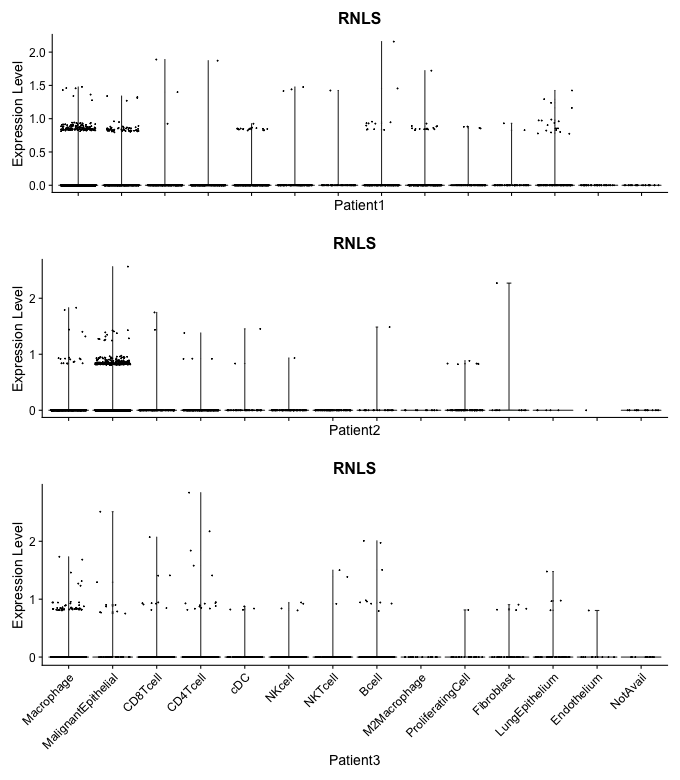 RNLS
Expression Level
2.0
1.5
1.0
0.5
0.0
Patient1
RNLS
Expression Level
2
1
0
Patient2
RNLS
Expression Level
2
1
0
Macrophage
MalignantEpithelial
CD8Tcell
CD4Tcell
cDC
NKcell
NKTcell
Bcell
M2Macrophage
ProliferatingCell
Fibroblast
LungEpithelium
Endothelium
NotAvail
Patient3